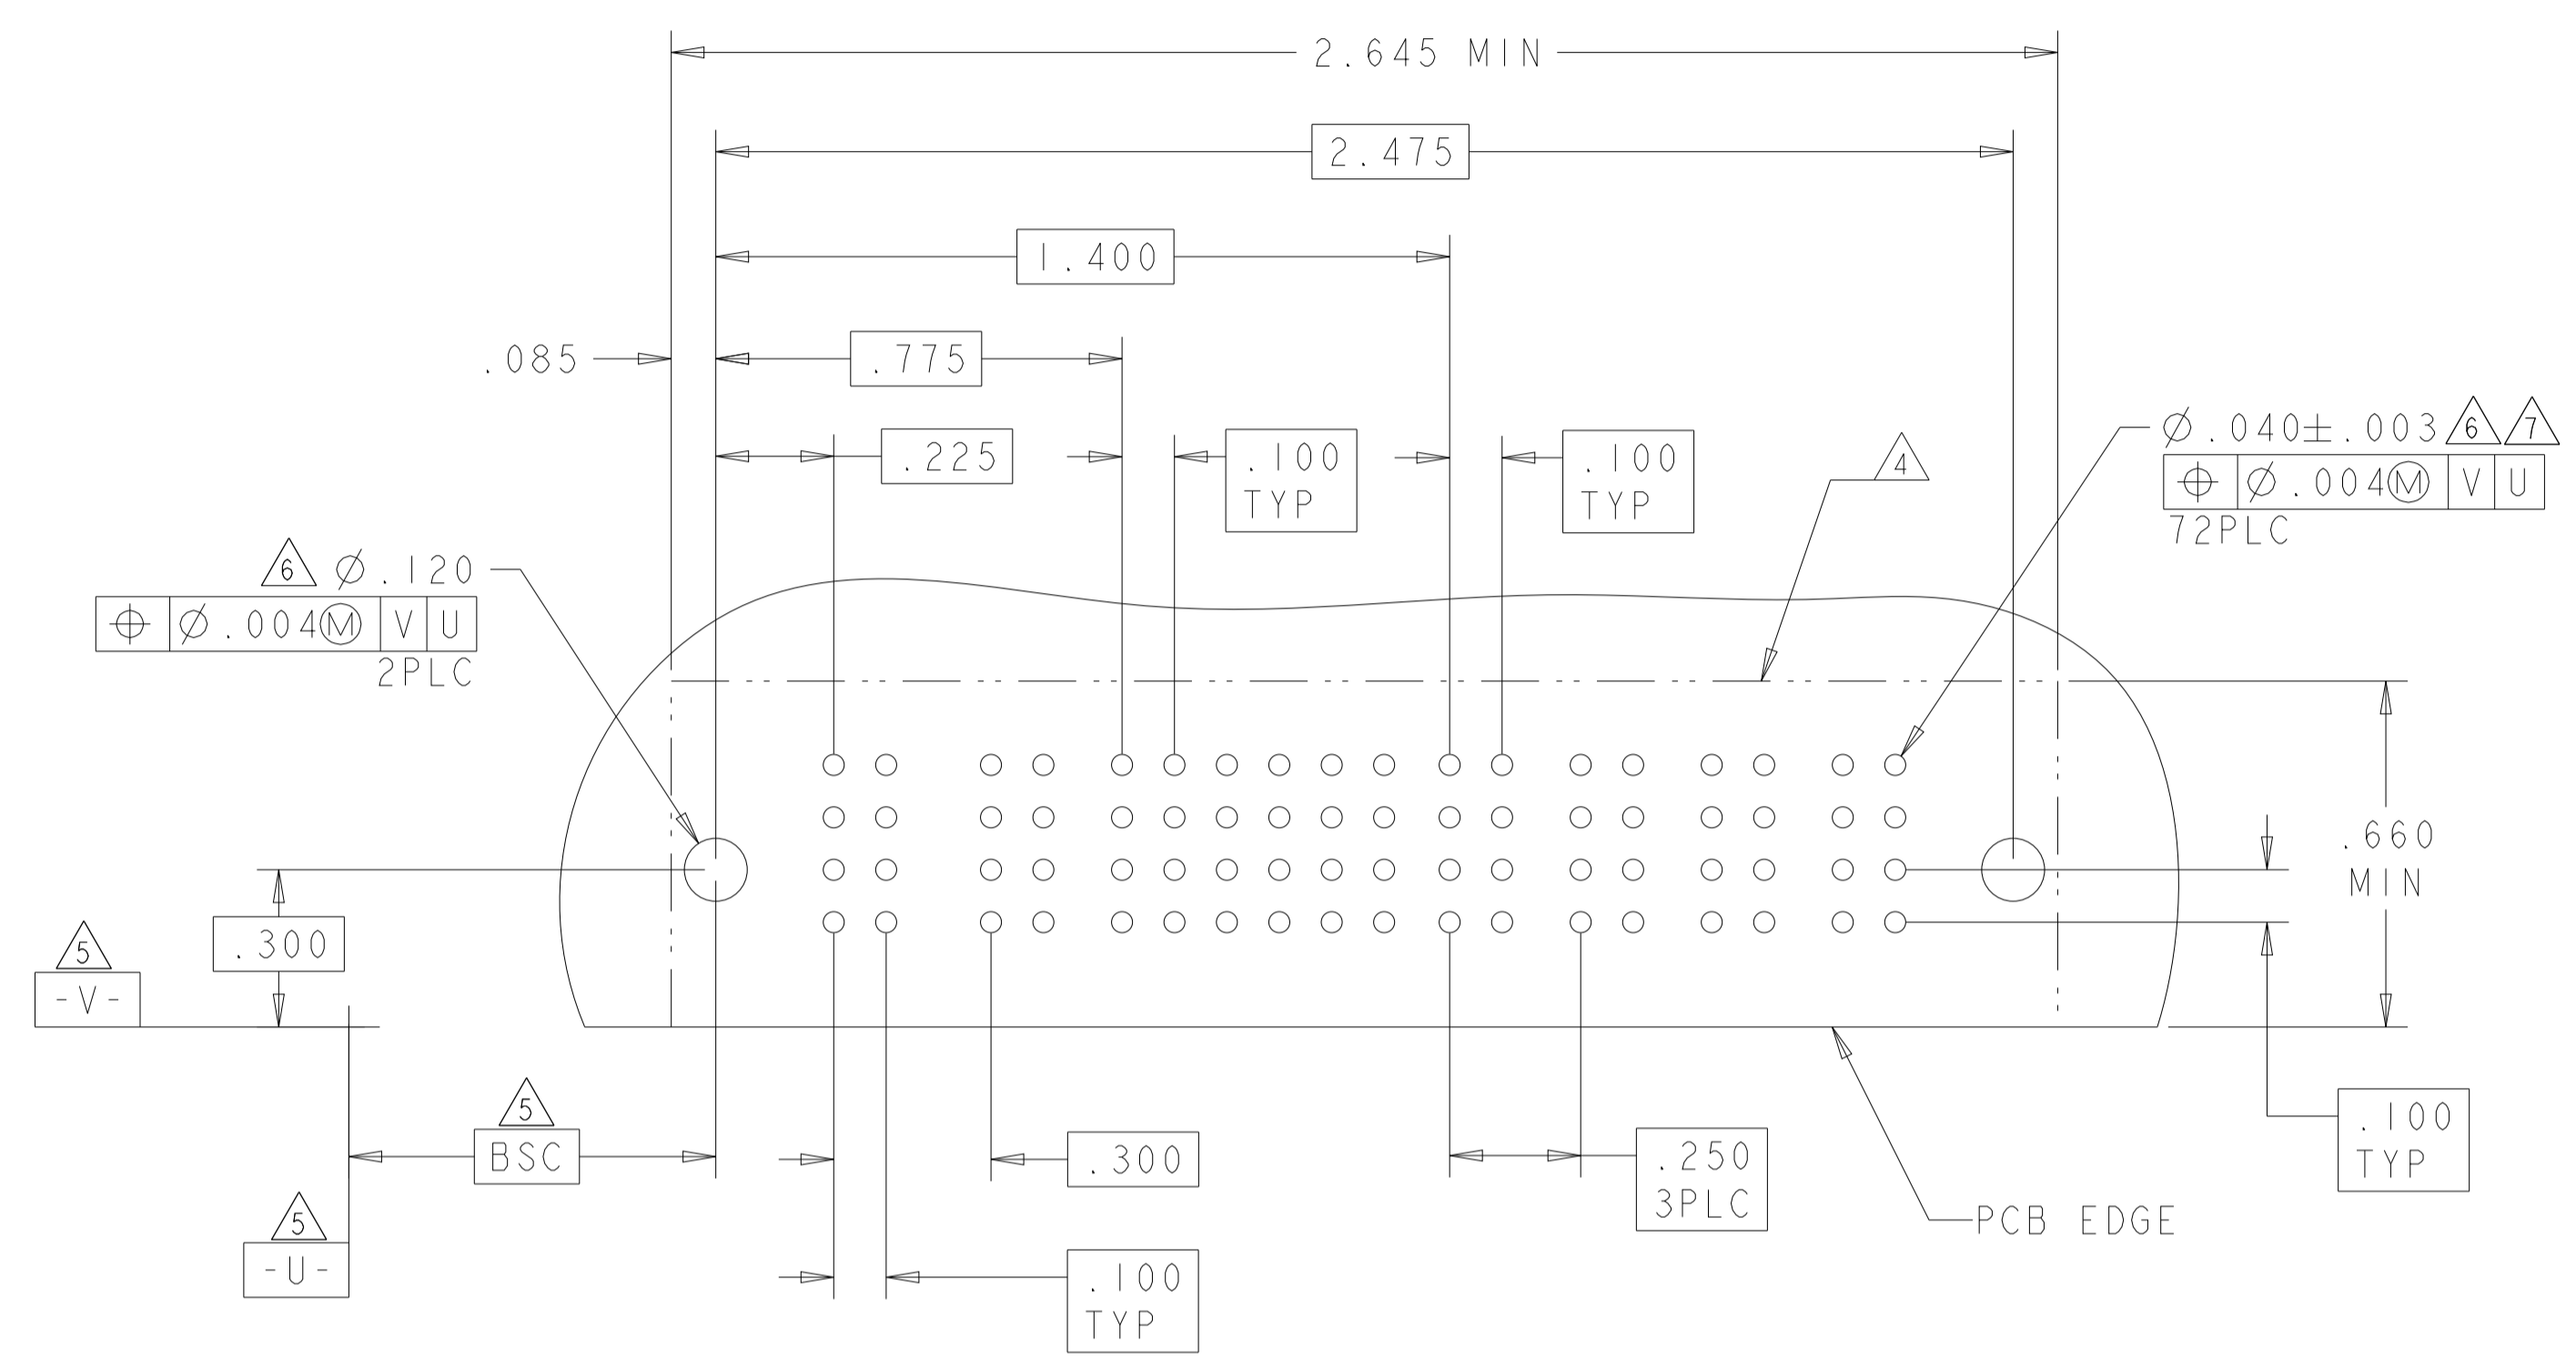 2.645 MIN
2.475
1.400
.085
.775
.225
.100
TYP
.100
TYP
4
⌀.040±.003 6 7
⌖ ⌀.004Ⓜ V U
72PLC
6 ⌀.120
⌖ ⌀.004Ⓜ V U
2PLC
.660
MIN
.300
5
-V-
5
BSC
5
-U-
.300
.100
TYP
.250
3PLC
.100
TYP
PCB EDGE